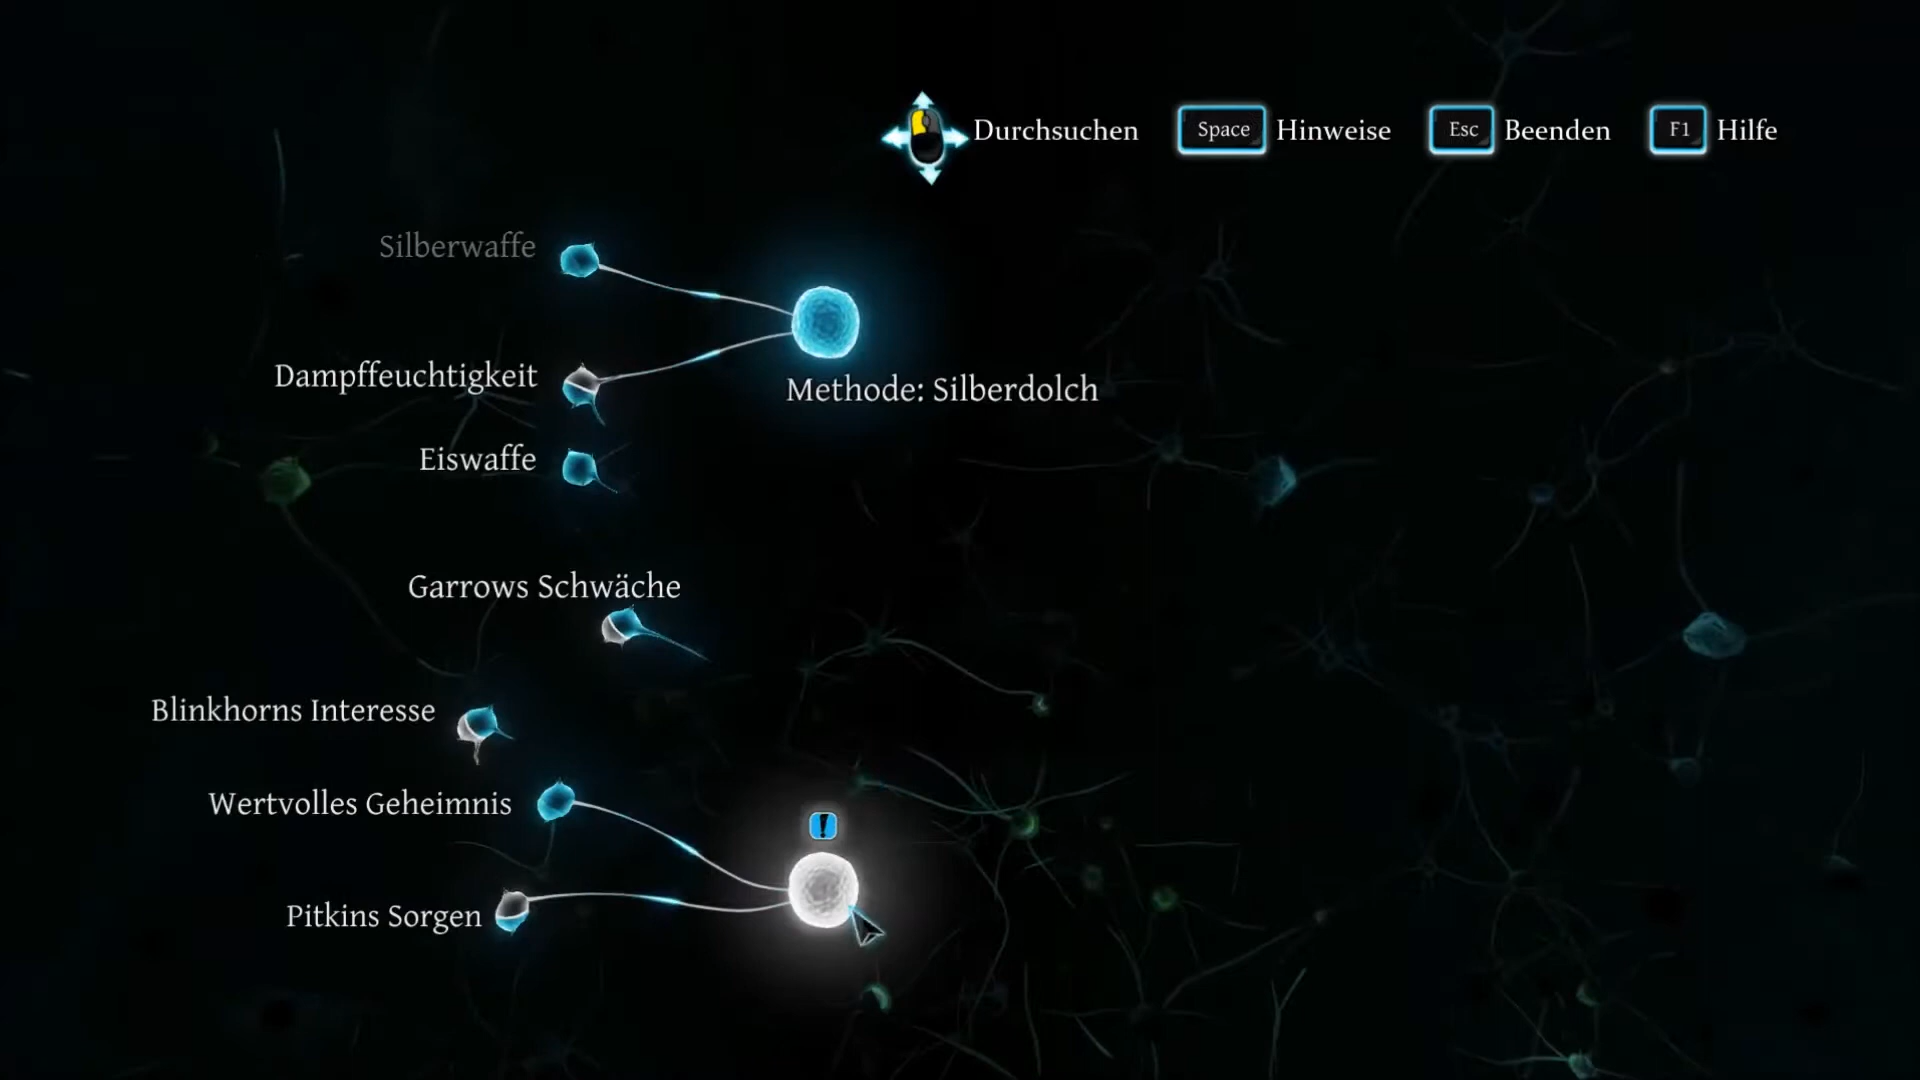 Durchsuchen
Space
Hinweise
Esc
Beenden
F1
Hilfe
Silberwaffe
Dampffeuchtigkeit
Methode: Silberdolch
Eiswaffe
Garrows Schwäche
Blinkhorns Interesse
Wertvolles Geheimnis
!
Pitkins Sorgen